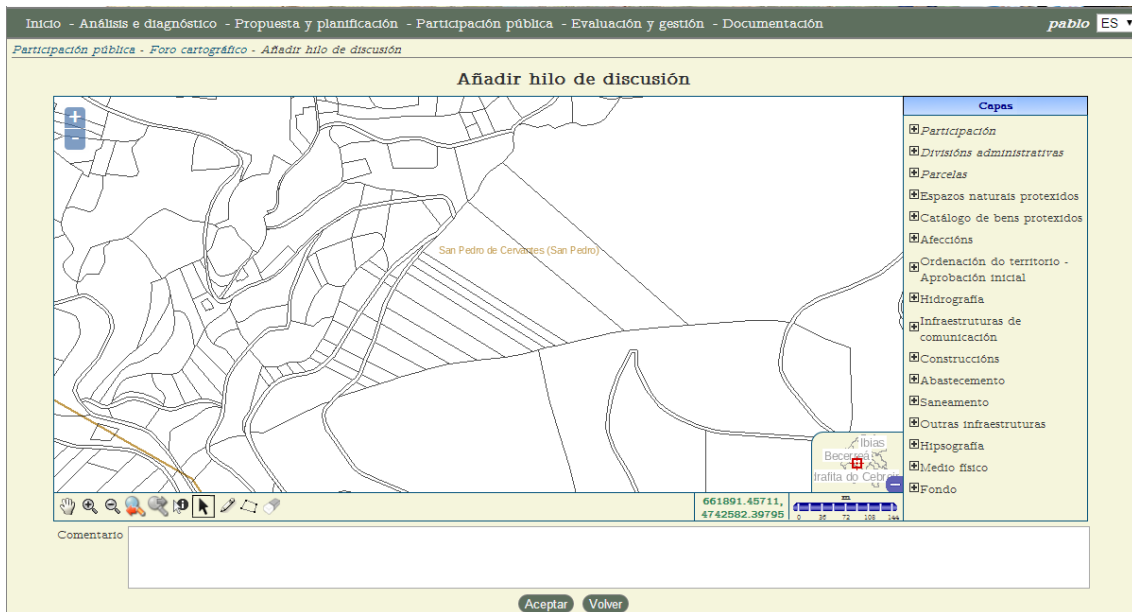 Inicio - Análisis e diagnóstico - Propuesta y planificación - Participación pública - Evaluación y gestión - Documentación
pablo ES
Participación pública - Foro cartográfico - Añadir hilo de discusión
Añadir hilo de discusión
+
-
San Pedro de Cervantes (San Pedro)
Capas
Participación
Divisións administrativas
Parcelas
Espazos naturais protexidos
Catálogo de bens protexidos
Afeccións
Ordenación do territorio -
Aprobación inicial
Hidrografía
Infraestruturas de
comunicación
Construccións
Abastecemento
Saneamento
Outras infraestruturas
Hipsografía
Medio físico
Fondo
Ibias
Becerreá
661891.45711,
4742582.39795
m
0 36 72 108 144
Comentario
Aceptar Volver